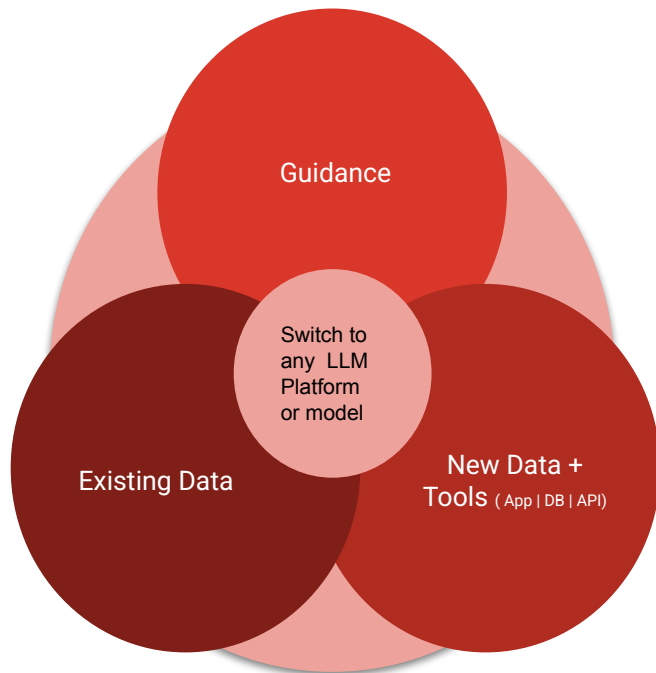 Guidance
Switch to
any LLM
Platform
or model
Existing Data
New Data +
Tools ( App | DB | API)